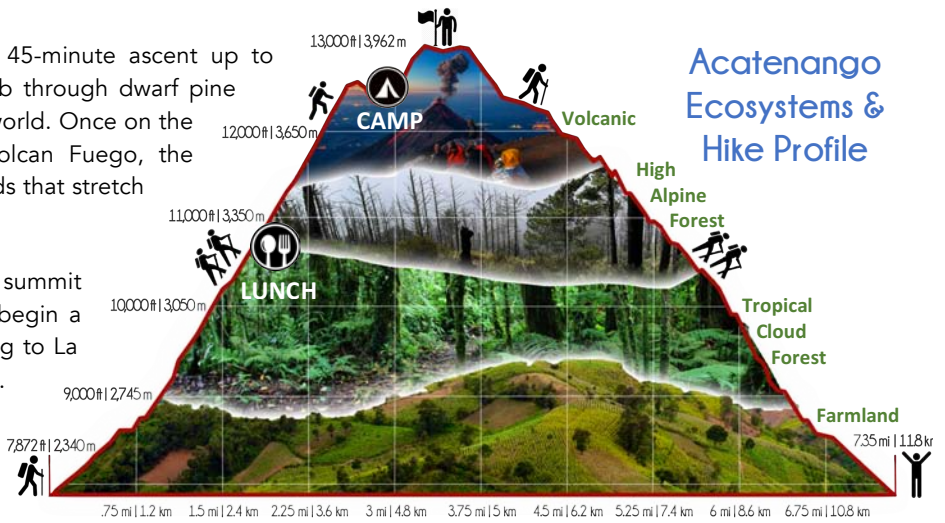 45-minute ascent up to
through dwarf pine
world. Once on the
Fuego, the
that stretch
summit
begin a
to La
Acatenango
Ecosystems &
Hike Profile
13,000 ft | 3,962 m
CAMP
12,000 ft | 3,650 m
Volcanic
High
Alpine
Forest
11,000 ft | 3,350 m
LUNCH
10,000 ft | 3,050 m
Tropical
Cloud
Forest
9,000 ft | 2,745 m
Farmland
7,872 ft | 2,340 m
7.35 mi | 11.8
.75 mi | 1.2 km
1.5 mi | 2.4 km
2.25 mi | 3.6 km
3 mi | 4.8 km
3.75 mi | 5 km
4.5 mi | 6.2 km
5.25 mi | 7.4 km
6 mi | 8.6 km
6.75 mi | 10.8 km